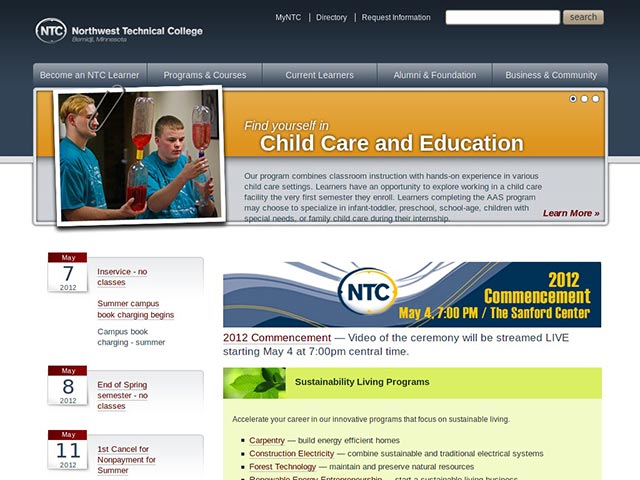 NTC Northwest Technical College
Bemidji, Minnesota
MyNTC Directory Request Information search
Become an NTC Learner Programs & Courses Current Learners Alumni & Foundation Business & Community
Find yourself in
Child Care and Education
Our program combines classroom instruction with hands-on experience in various
child care settings. Learners have an opportunity to explore working in a child care
facility the very first semester they enroll. Learners completing the AAS program
may choose to specialize in infant-toddler, preschool, school-age, children with
special needs, or family child care during their internship.
Learn More »
May
7
2012
Inservice - no
classes
Summer campus
book charging begins
Campus book
charging - summer
May
8
2012
End of Spring
semester - no
classes
May
11
2012
1st Cancel for
Nonpayment for
Summer
NTC
2012
Commencement
May 4, 7:00 PM / The Sanford Center
2012 Commencement — Video of the ceremony will be streamed LIVE
starting May 4 at 7:00pm central time.
Sustainability Living Programs
Accelerate your career in our innovative programs that focus on sustainable living.
Carpentry — build energy efficient homes
Construction Electricity — combine sustainable and traditional electrical systems
Forest Technology — maintain and preserve natural resources
Renewable Energy Entrepreneurship — start a sustainable living business